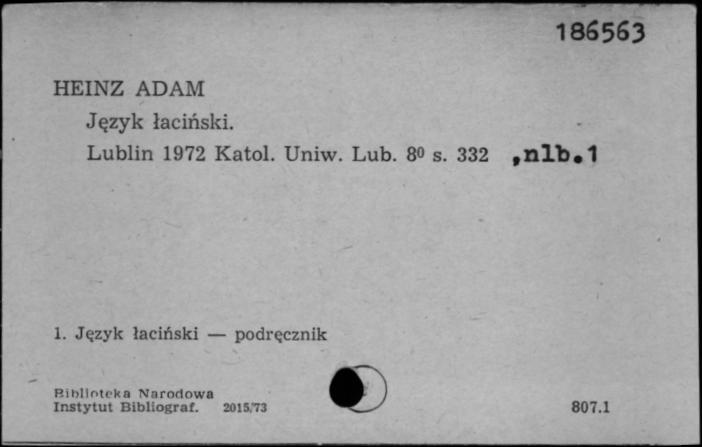 186563
HEINZ ADAM
Język łaciński.
Lublin 1972 Katol. Uniw. Lub. 8⁰ s. 332 ,nlb.1
1. Język łaciński — podręcznik
Biblioteka Narodowa
Instytut Bibliograf. 2015/73
807.1